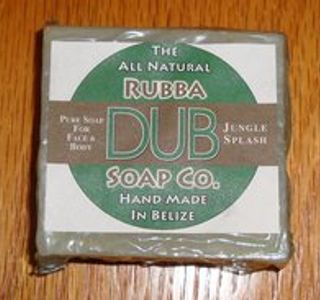 The
All Natural
Rubba
Pure Soap
For
Face &
Body
DUB
Jungle
Splash
Soap Co.
Hand Made
In Belize